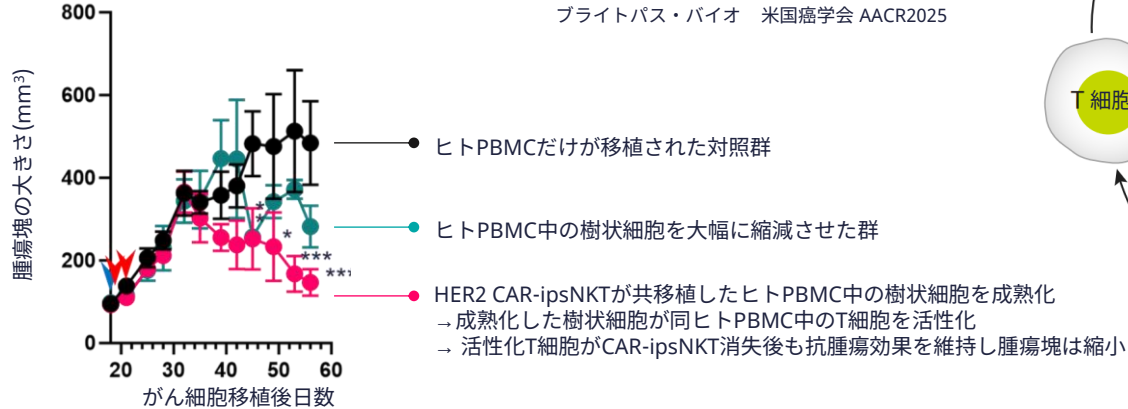 ブライトパス・バイオ　米国癌学会 AACR2025
800
600
400
200
0
腫瘍塊の大きさ(mm³)
20 30 40 50 60
がん細胞移植後日数
*
*
*
***
***
ヒトPBMCだけが移植された対照群
ヒトPBMC中の樹状細胞を大幅に縮減させた群
HER2 CAR-ipsNKTが共移植したヒトPBMC中の樹状細胞を成熟化
→成熟化した樹状細胞が同ヒトPBMC中のT細胞を活性化
→ 活性化T細胞がCAR-ipsNKT消失後も抗腫瘍効果を維持し腫瘍塊は縮小
T 細胞